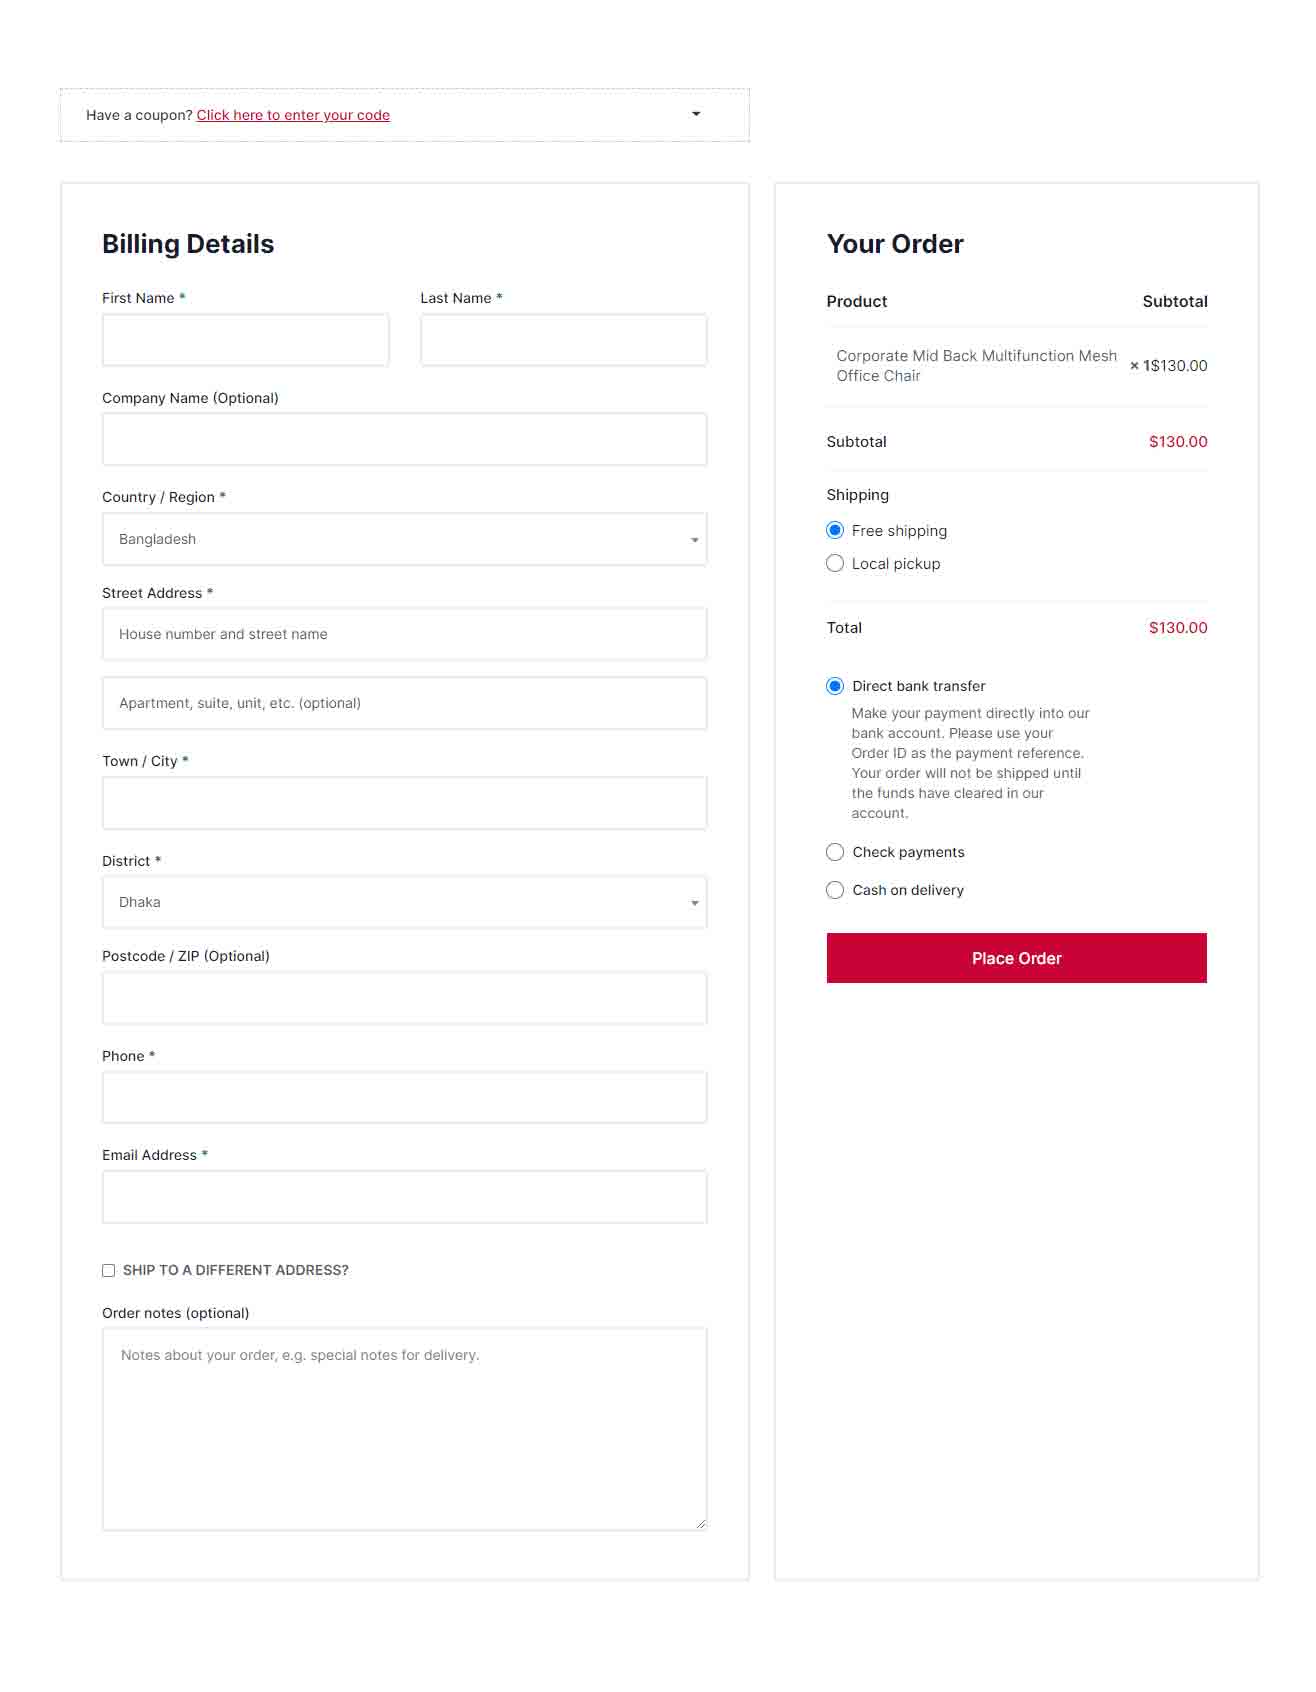 Have a coupon? Click here to enter your code
Billing Details
First Name *
Last Name *
Company Name (Optional)
Country / Region *
Bangladesh
Street Address *
House number and street name
Apartment, suite, unit, etc. (optional)
Town / City *
District *
Dhaka
Postcode / ZIP (Optional)
Phone *
Email Address *
SHIP TO A DIFFERENT ADDRESS?
Order notes (optional)
Notes about your order, e.g. special notes for delivery.
Your Order
Product Subtotal
Corporate Mid Back Multifunction Mesh
Office Chair
× 1$130.00
Subtotal $130.00
Shipping
Free shipping
Local pickup
Total $130.00
Direct bank transfer
Make your payment directly into our
bank account. Please use your
Order ID as the payment reference.
Your order will not be shipped until
the funds have cleared in our
account.
Check payments
Cash on delivery
Place Order